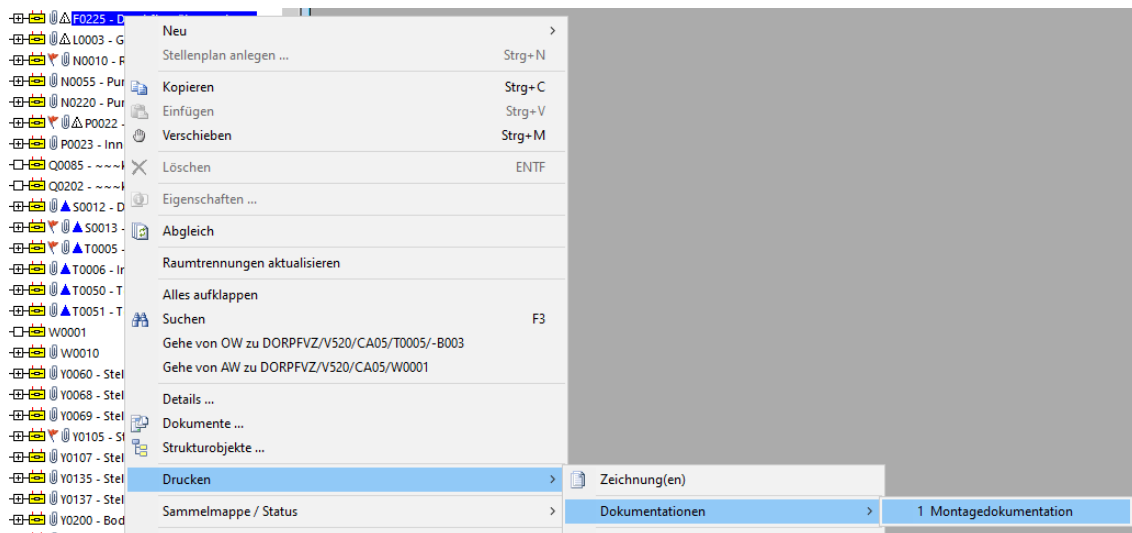 F0225 - D
L0003 - G
N0010 - R
N0055 - Pur
N0220 - Pur
P0022 -
P0023 - Inn
Q0085 - ~~~
Q0202 - ~~~
S0012 - D
S0013 -
T0005 -
T0006 - Ir
T0050 - T
T0051 - T
W0001
W0010
Y0060 - Stel
Y0068 - Stel
Y0069 - Stel
Y0105 - St
Y0107 - Stel
Y0135 - Stel
Y0137 - Stel
Y0200 - Bod
Neu
Stellenplan anlegen ... Strg+N
Kopieren Strg+C
Einfügen Strg+V
Verschieben Strg+M
Löschen ENTF
Eigenschaften ...
Abgleich
Raumtrennungen aktualisieren
Alles aufklappen
Suchen F3
Gehe von OW zu DORPFVZ/V520/CA05/T0005/-B003
Gehe von AW zu DORPFVZ/V520/CA05/W0001
Details ...
Dokumente ...
Strukturobjekte ...
Drucken
Sammelmappe / Status
Zeichnung(en)
Dokumentationen
1 Montagedokumentation